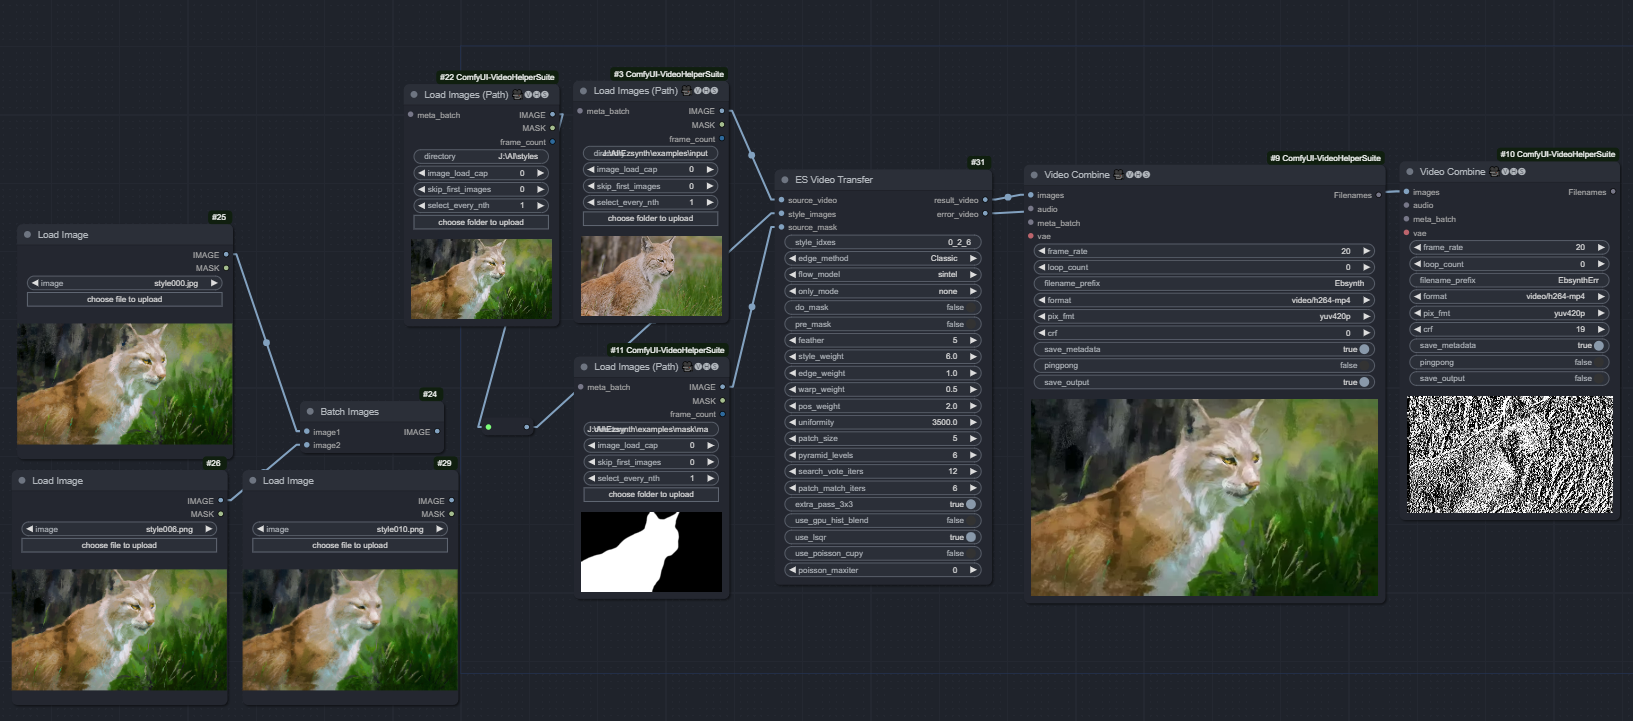 #25
Load Image
IMAGE
MASK
image style000.jpg
choose file to upload
#26
Load Image
IMAGE
MASK
image style006.png
choose file to upload
#29
Load Image
IMAGE
MASK
image style010.png
choose file to upload
#24
Batch Images
image1 IMAGE
image2
#22 ComfyUI-VideoHelperSuite
Load Images (Path) VHS
meta_batch IMAGE
MASK
frame_count
directory J:\AI\styles
image_load_cap 0
skip_first_images 0
select_every_nth 1
choose folder to upload
#3 ComfyUI-VideoHelperSuite
Load Images (Path) VHS
meta_batch IMAGE
MASK
frame_count
J:\AI\Ezsynth\examples\input
image_load_cap 0
skip_first_images 0
select_every_nth 1
choose folder to upload
#11 ComfyUI-VideoHelperSuite
Load Images (Path) VHS
meta_batch IMAGE
MASK
frame_count
image_load_cap 0
skip_first_images 0
select_every_nth 1
choose folder to upload
#31
ES Video Transfer
source_video result_video
style_images error_video
source_mask
style_idxes 0_2_6
edge_method Classic
flow_model sintel
only_mode none
do_mask false
pre_mask false
feather 5
style_weight 6.0
edge_weight 1.0
warp_weight 0.5
pos_weight 2.0
uniformity 3500.0
patch_size 5
pyramid_levels 6
search_vote_iters 12
patch_match_iters 6
extra_pass_3x3 true
use_gpu_hist_blend false
use_lsqr true
use_poisson_cupy false
poisson_maxiter 0
#9 ComfyUI-VideoHelperSuite
Video Combine VHS
images Filenames
audio
meta_batch
vae
frame_rate 20
loop_count 0
filename_prefix Ebsynth
format video/h264-mp4
pix_fmt yuv420p
crf 0
save_metadata true
pingpong false
save_output true
#10 ComfyUI-VideoHelperSuite
Video Combine VHS
images Filenames
audio
meta_batch
vae
frame_rate 20
loop_count 0
filename_prefix EbsynthErr
format video/h264-mp4
pix_fmt yuv420p
crf 19
save_metadata true
pingpong false
save_output false